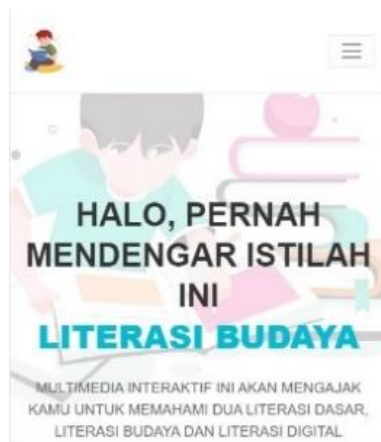 HALO, PERNAH
MENDENGAR ISTILAH
INI
LITERASI BUDAYA
MULTIMEDIA INTERAKTIF INI AKAN MENGAJAK
KAMU UNTUK MEMAHAMI DUA LITERASI DASAR,
LITERASI BUDAYA DAN LITERASI DIGITAL